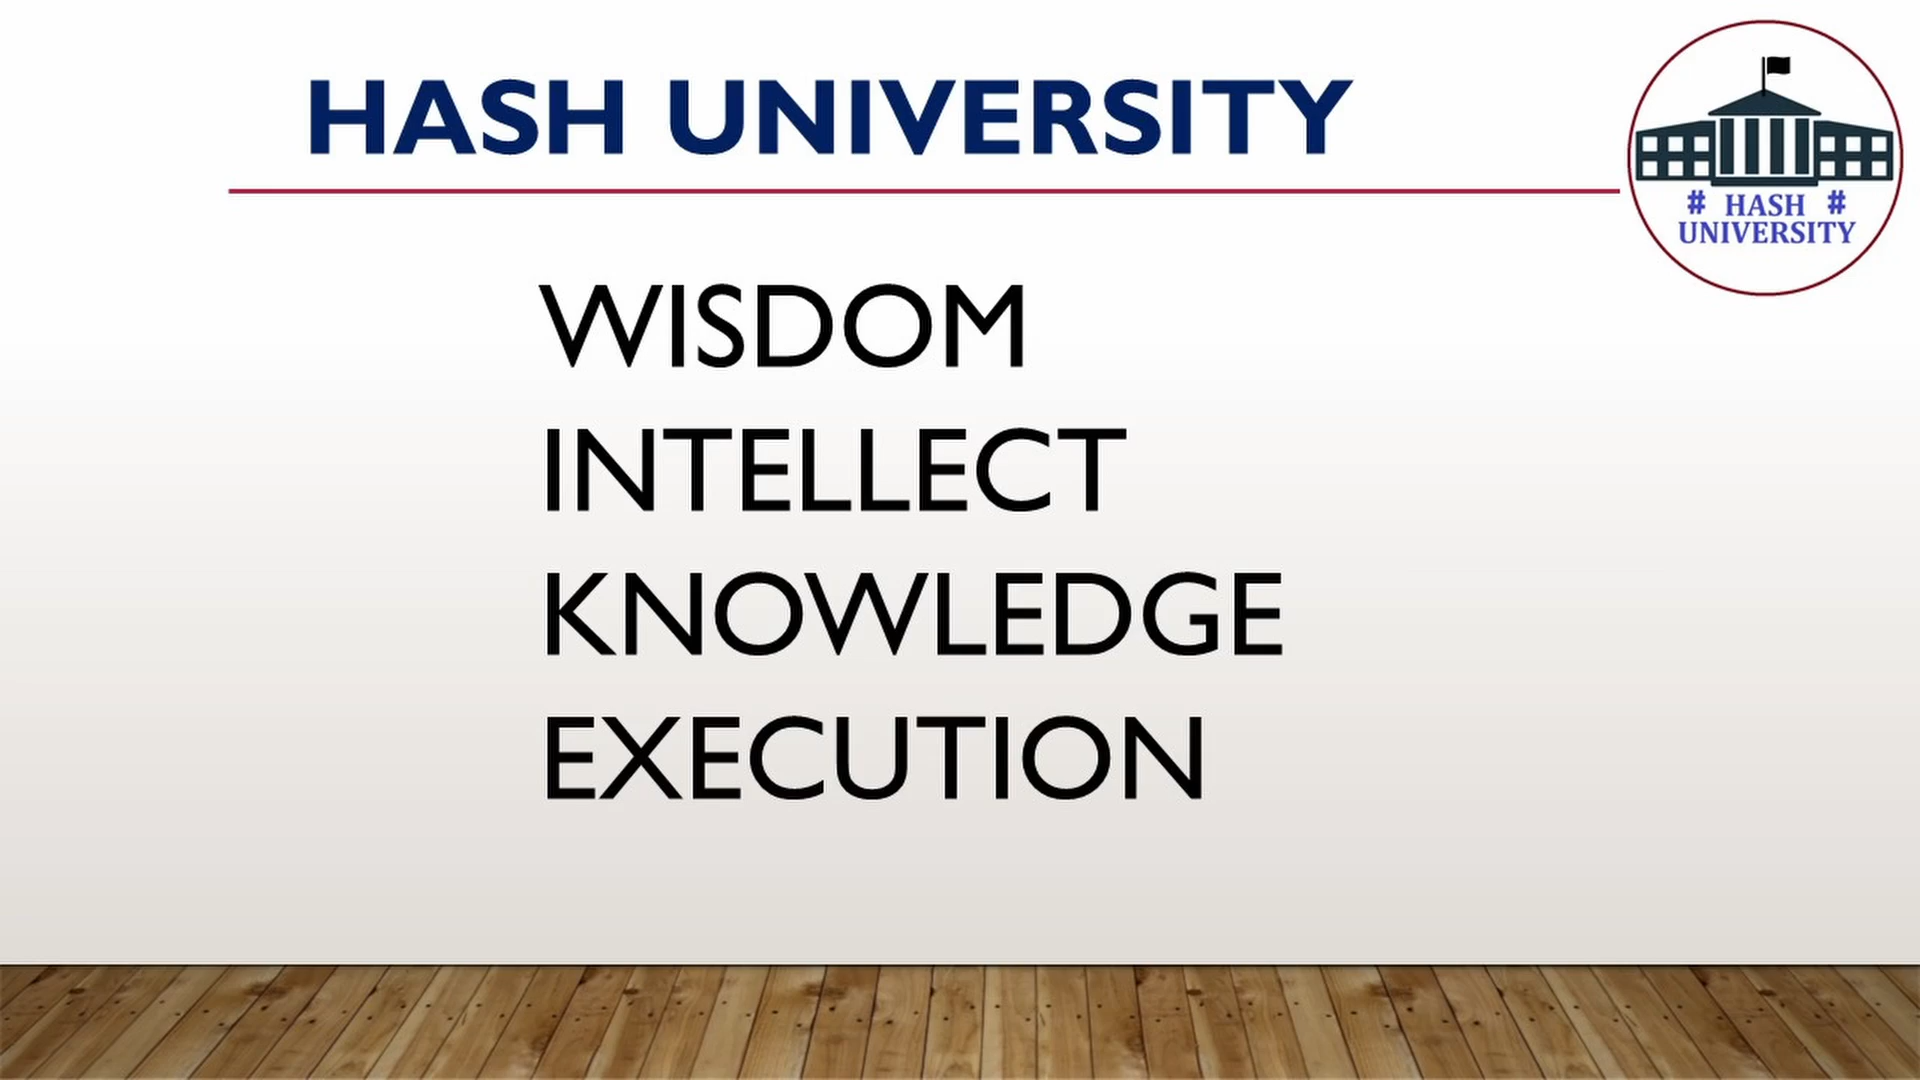 HASH UNIVERSITY
# HASH #
UNIVERSITY
WISDOM
INTELLECT
KNOWLEDGE
EXECUTION